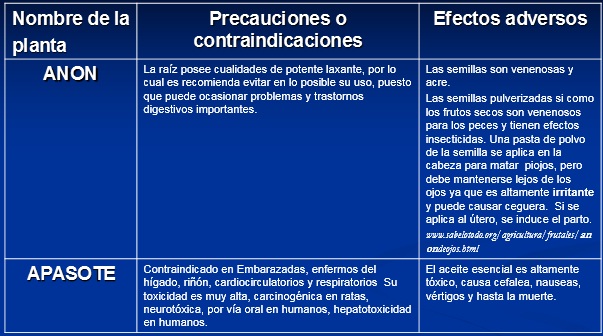 Nombre de la
planta
Precauciones o
contraindicaciones
Efectos adversos
ANON
La raíz posee cualidades de potente laxante, por lo
cual es recomienda evitar en lo posible su uso, puesto
que puede ocasionar problemas y trastornos
digestivos importantes.
Las semillas son venenosas y
acre.
Las semillas pulverizadas si como
los frutos secos son venenosos
para los peces y tienen efectos
insecticidas. Una pasta de polvo
de la semilla se aplica en la
cabeza para matar piojos, pero
debe mantenerse lejos de los
ojos ya que es altamente irritante
y puede causar ceguera. Si se
aplica al útero, se induce el parto.
www.sabelotodo.org/agricultura/frutales/an
ondeojos.html
APASOTE
Contraindicado en Embarazadas, enfermos del
hígado, riñón, cardiocirculatorios y respiratorios Su
toxicidad es muy alta, carcinogénica en ratas,
neurotóxica, por vía oral en humanos, hepatotoxicidad
en humanos.
El aceite esencial es altamente
tóxico, causa cefalea, nauseas,
vértigos y hasta la muerte.